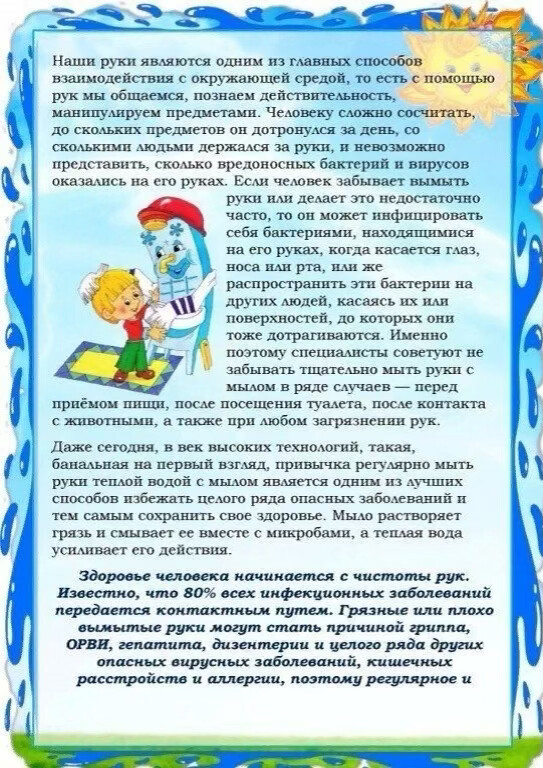 Наши руки являются одним из главных способов
взаимодействия с окружающей средой, то есть с помощью
рук мы общаемся, познаем действительность,
манипулируем предметами. Человеку сложно сосчитать,
до скольких предметов он дотронулся за день, со
сколькими людьми держался за руки, и невозможно
представить, сколько вредоносных бактерий и вирусов
оказались на его руках. Если человек забывает вымыть
руки или делает это недостаточно
часто, то он может инфицировать
себя бактериями, находящимися
на его руках, когда касается глаз,
носа или рта, или же
распространить эти бактерии на
других людей, касаясь их или
поверхностей, до которых они
тоже дотрагиваются. Именно
поэтому специалисты советуют не
забывать тщательно мыть руки с
мылом в ряде случаев — перед
приёмом пищи, после посещения туалета, после контакта
с животными, а также при любом загрязнении рук.
Даже сегодня, в век высоких технологий, такая,
банальная на первый взгляд, привычка регулярно мыть
руки теплой водой с мылом является одним из лучших
способов избежать целого ряда опасных заболеваний и
тем самым сохранить свое здоровье. Мыло растворяет
грязь и смывает ее вместе с микробами, а теплая вода
усиливает его действия.
Здоровье человека начинается с чистоты рук.
Известно, что 80% всех инфекционных заболеваний
передается контактным путем. Грязные или плохо
вымытые руки могут стать причиной гриппа,
ОРВИ, гепатита, дизентерии и целого ряда других
опасных вирусных заболеваний, кишечных
расстройств и аллергии, поэтому регулярное и